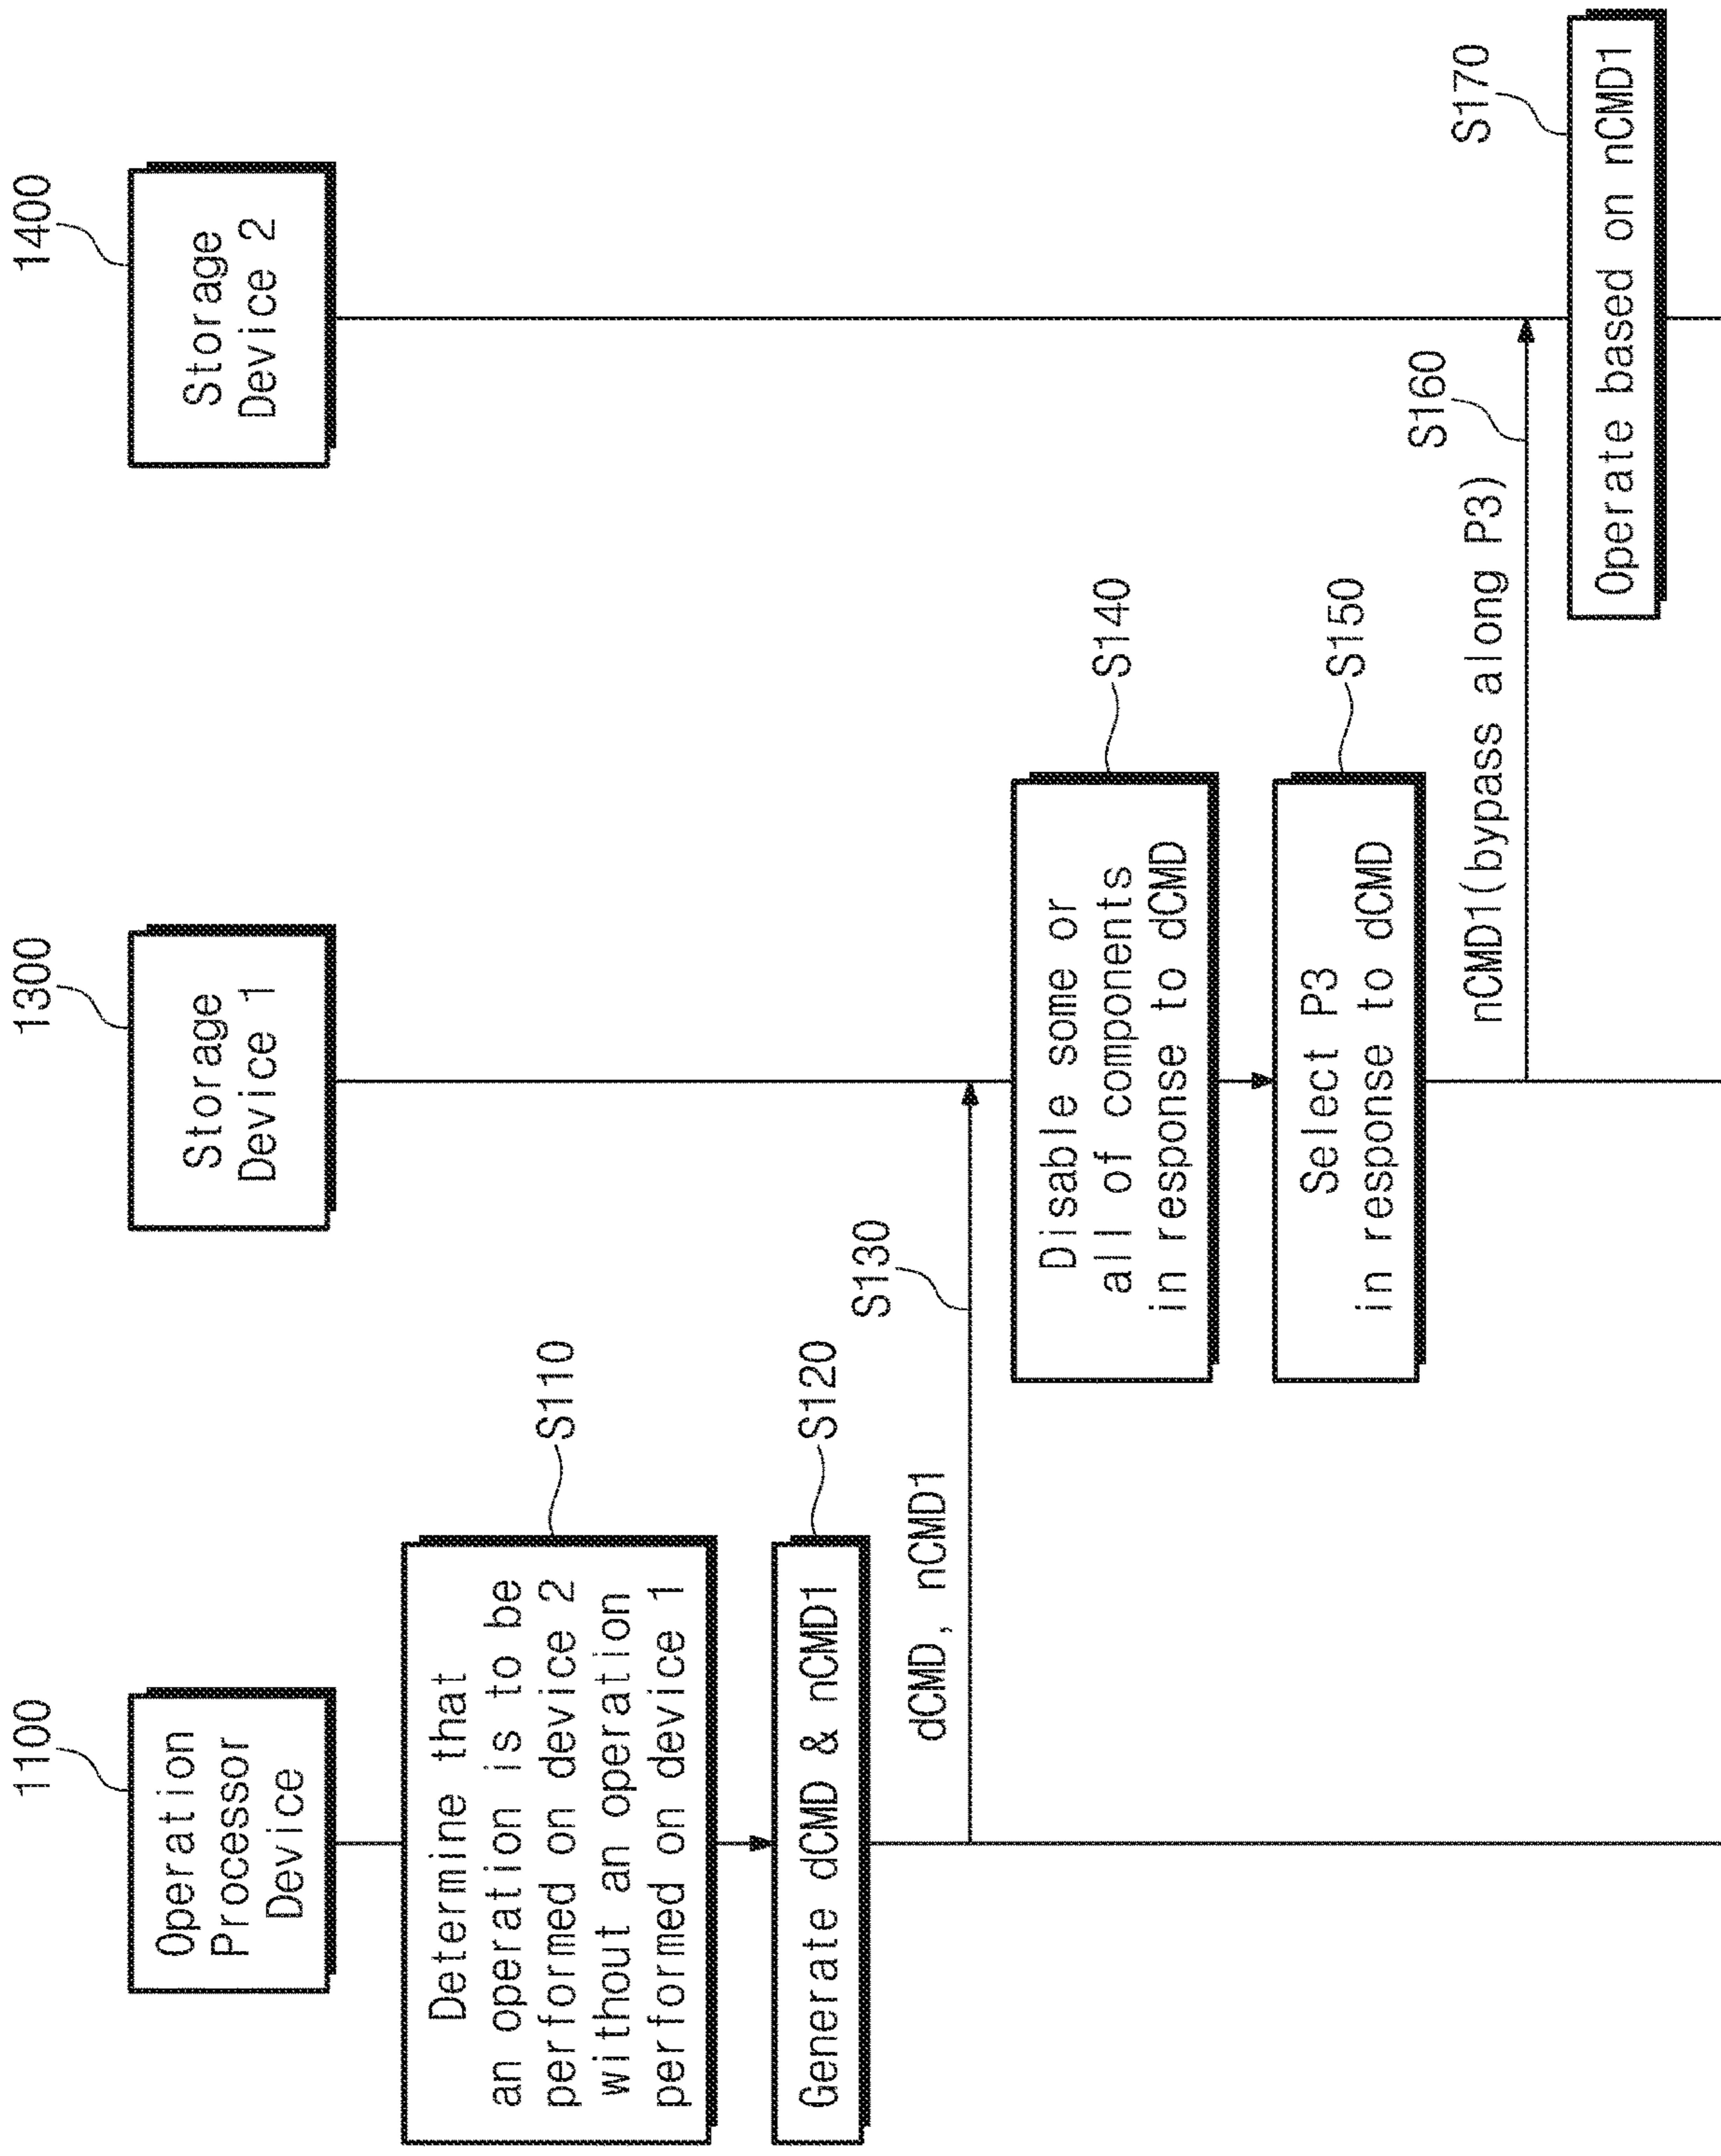 1100
Operation
Processor
Device
1300
Storage
Device 1
1400
Storage
Device 2
Determine that
an operation is to be
performed on device 2
without an operation
performed on device 1
S110
Generate dCMD & nCMD1
S120
dCMD, nCMD1
S130
Disable some or
all of components
in response to dCMD
S140
Select P3
in response to dCMD
S150
nCMD1(bypass along P3)
S160
Operate based on nCMD1
S170